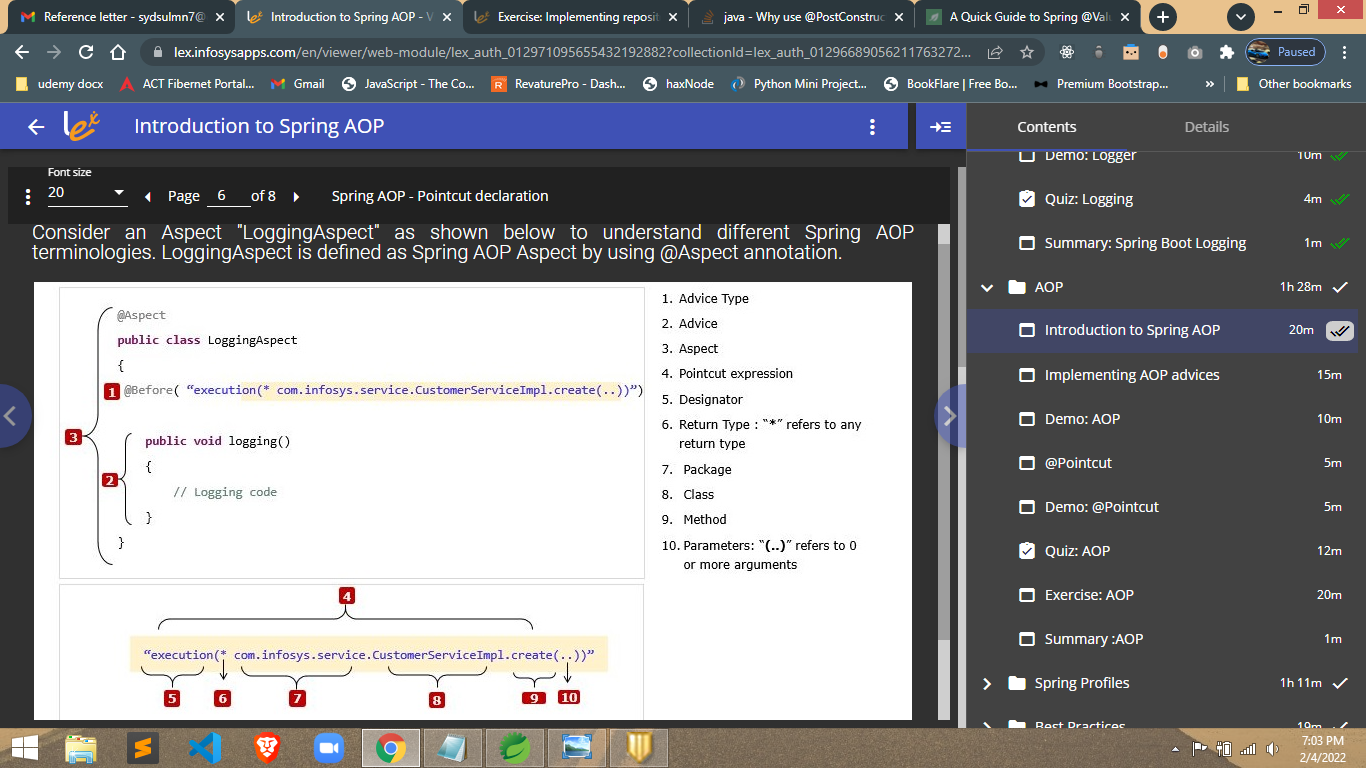 Reference letter - sydsulmn7@
Introduction to Spring AOP - V
Exercise: Implementing reposit
java - Why use @PostConstruc
A Quick Guide to Spring @Valu
lex.infosysapps.com/en/viewer/web-module/lex_auth_012971095655432192882?collectionId=lex_auth_01296689056211763272...
Paused
udemy docx
ACT Fibernet Portal...
Gmail
JavaScript - The Co...
RevaturePro - Dash...
haxNode
Python Mini Project...
BookFlare | Free Bo...
Premium Bootstrap...
»
Other bookmarks
lex
Introduction to Spring AOP
Contents
Details
Font size
20
Page 6 of 8
Spring AOP - Pointcut declaration
Consider an Aspect "LoggingAspect" as shown below to understand different Spring AOP
terminologies. LoggingAspect is defined as Spring AOP Aspect by using @Aspect annotation.
@Aspect
public class LoggingAspect
{
1 @Before( “execution(* com.infosys.service.CustomerServiceImpl.create(..))”)
3
public void logging()
{
2
// Logging code
}
}
1. Advice Type
2. Advice
3. Aspect
4. Pointcut expression
5. Designator
6. Return Type : “*” refers to any
return type
7. Package
8. Class
9. Method
10. Parameters: “(..)” refers to 0
or more arguments
4
“execution(* com.infosys.service.CustomerServiceImpl.create(..))”
5 6 7 8 9 10
Demo: Logger 10m
Quiz: Logging 4m
Summary: Spring Boot Logging 1m
AOP 1h 28m
Introduction to Spring AOP 20m
Implementing AOP advices 15m
Demo: AOP 10m
@Pointcut 5m
Demo: @Pointcut 5m
Quiz: AOP 12m
Exercise: AOP 20m
Summary :AOP 1m
Spring Profiles 1h 11m
Best Practices 19m
7:03 PM
2/4/2022